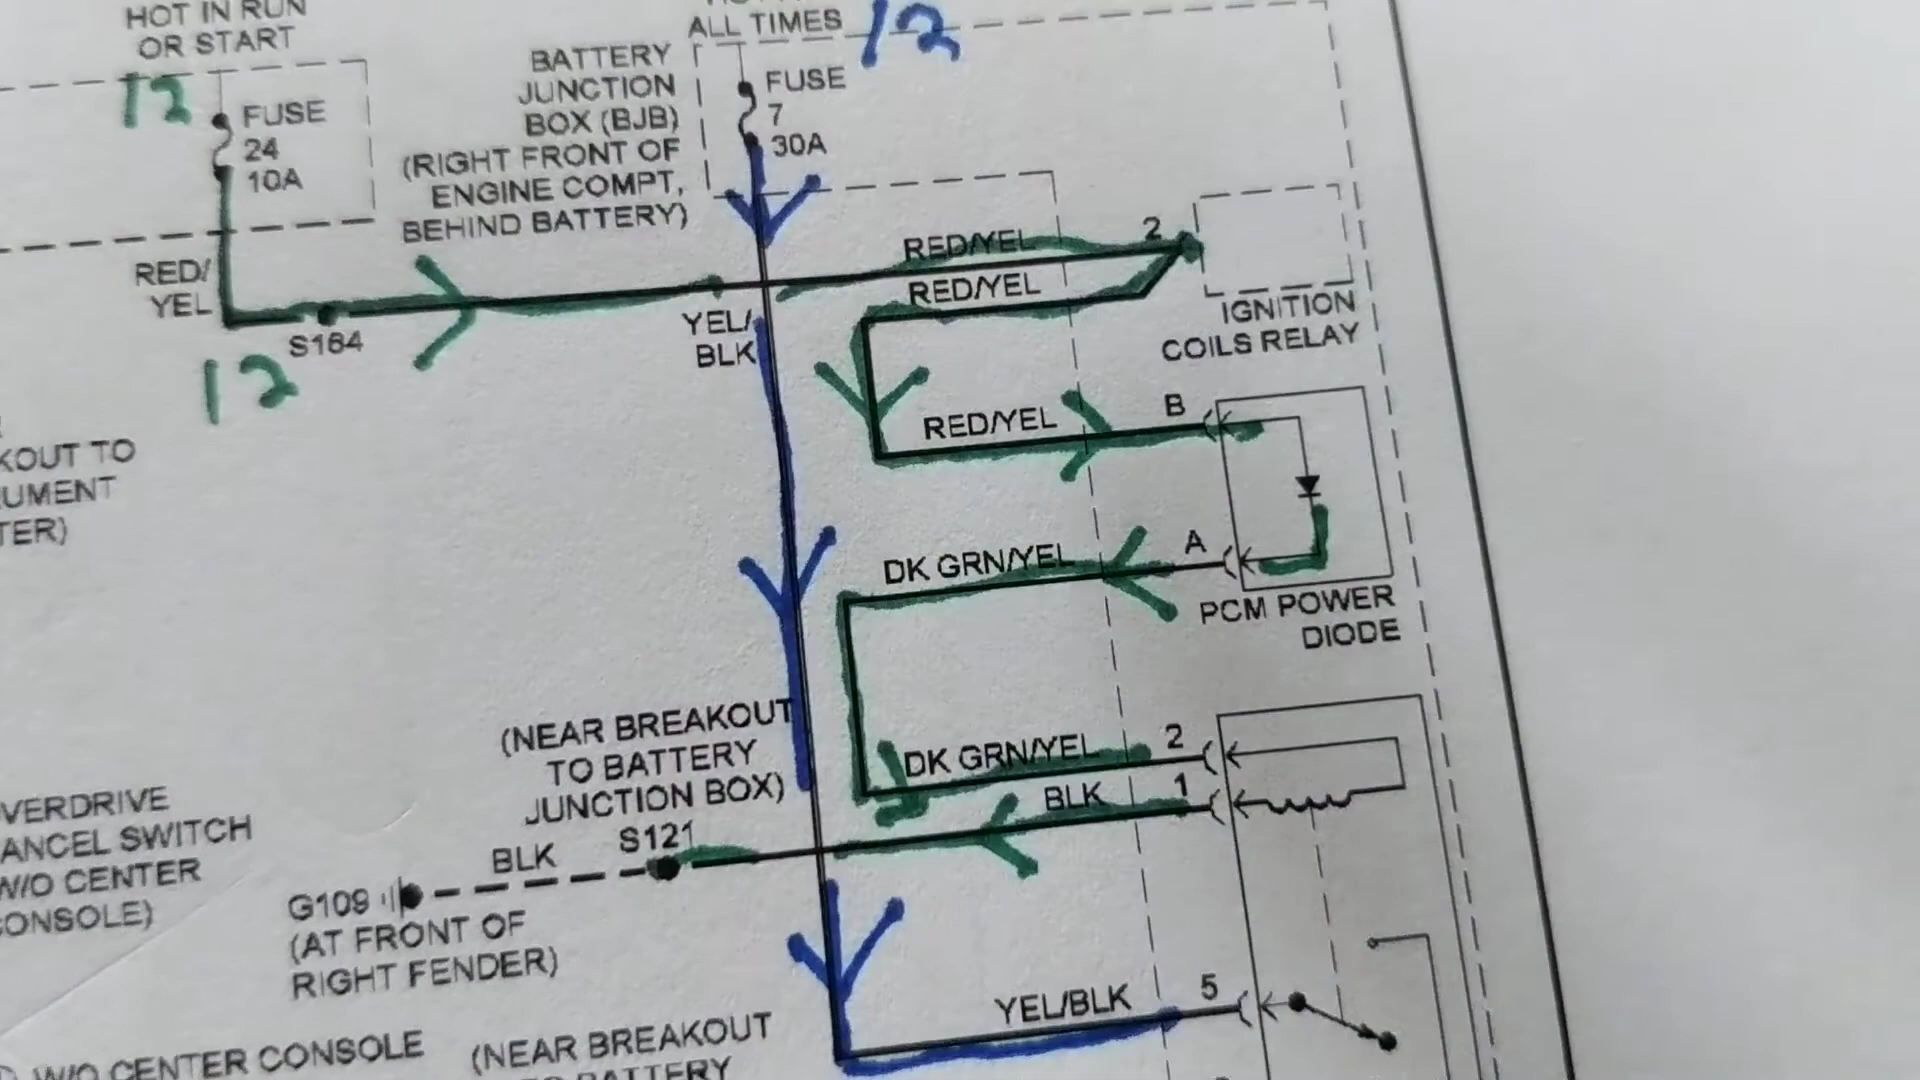 HOT IN RUN
OR START
12
FUSE
24
10A
RED/
YEL
S164
12
ALL TIMES
12
BATTERY
JUNCTION
BOX (BJB)
(RIGHT FRONT OF
ENGINE COMPT,
BEHIND BATTERY)
FUSE
7
30A
YEL/
BLK
RED/YEL
2
RED/YEL
IGNITION
COILS RELAY
RED/YEL
B
DK GRN/YEL
A
PCM POWER
DIODE
DK GRN/YEL
2
BLK
1
(NEAR BREAKOUT
TO BATTERY
JUNCTION BOX)
S121
BLK
G109
(AT FRONT OF
RIGHT FENDER)
YEL/BLK
5
KOUT TO
UMENT
TER)
VERDRIVE
ANCEL SWITCH
W/O CENTER
ONSOLE)
W/O CENTER CONSOLE
(NEAR BREAKOUT
BATTERY